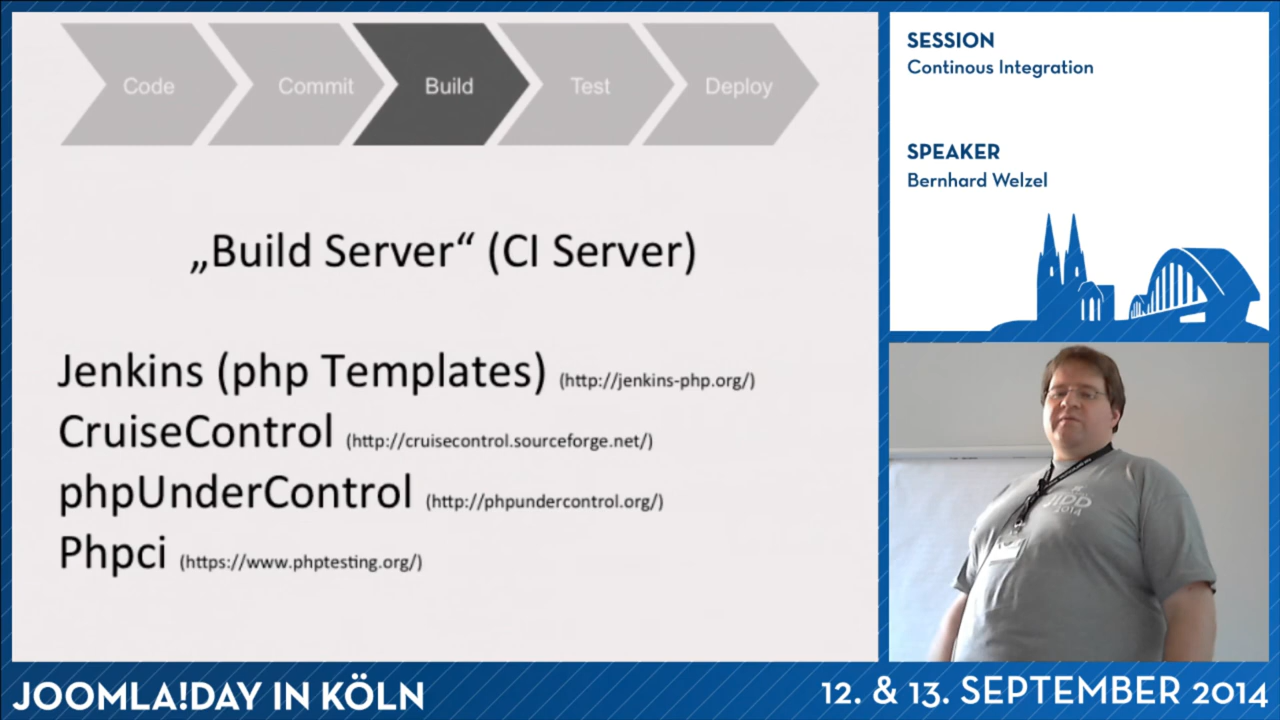 Code
Commit
Build
Test
Deploy
„Build Server“ (CI Server)
Jenkins (php Templates) (http://jenkins-php.org/)
CruiseControl (http://cruisecontrol.sourceforge.net/)
phpUnderControl (http://phpundercontrol.org/)
Phpci (https://www.phptesting.org/)
SESSION
Continous Integration
SPEAKER
Bernhard Welzel
2014
JOOMLA!DAY IN KÖLN
12. & 13. SEPTEMBER 2014